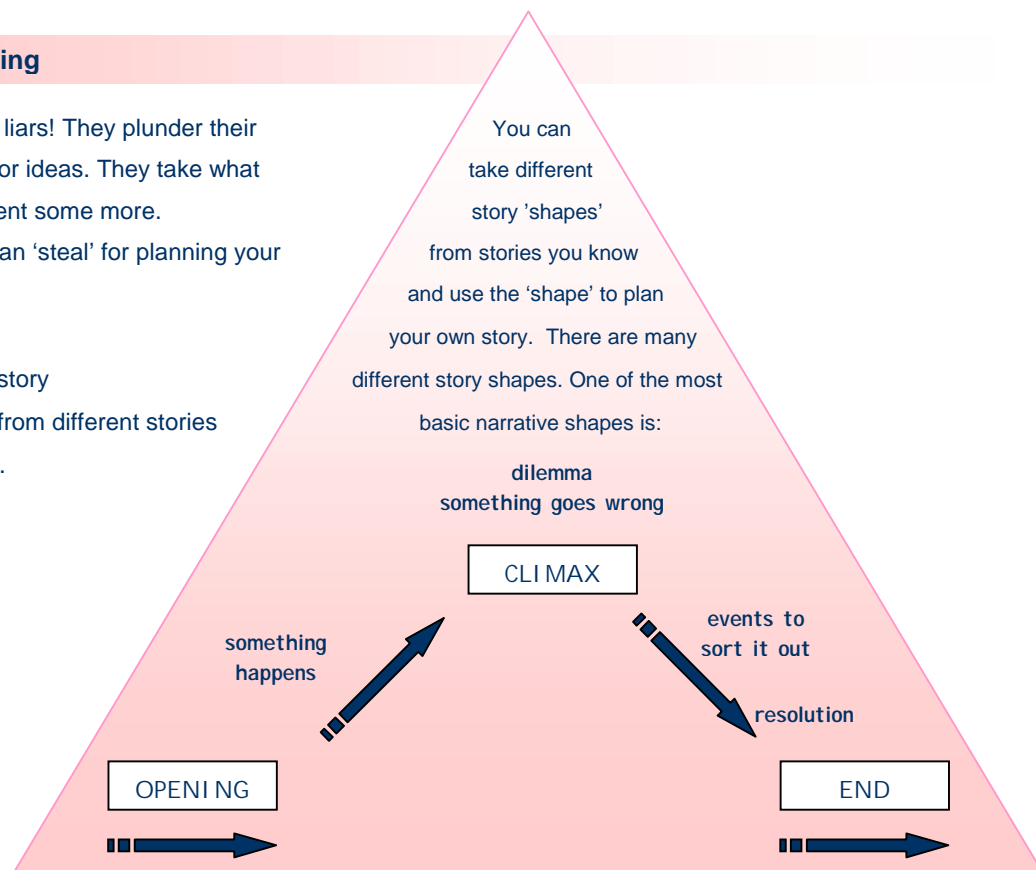 ing
liars! They plunder their
or ideas. They take what
ent some more.
an ‘steal’ for planning your
story
from different stories
.
You can
take different
story ’shapes’
from stories you know
and use the ‘shape’ to plan
your own story.  There are many
different story shapes. One of the most
basic narrative shapes is:
dilemma
something goes wrong
CLIMAX
something
happens
events to
sort it out
resolution
OPENING
END